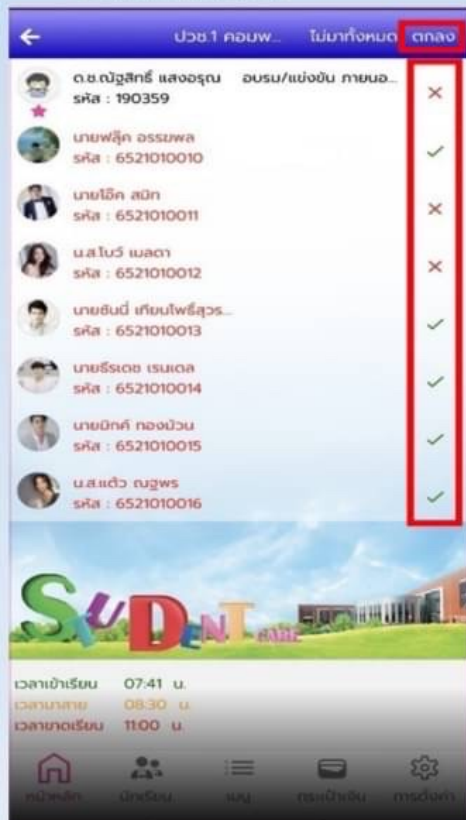 ปวช.1 คอมพ... ไม่มาทั้งหมด ตกลง
ด.ช.ณัฐสิทธิ์ แสงอรุณ อบรม/แข่งขัน ภายนอ...
รหัส : 190359
นายฟลุ๊ค อรรฆพล
รหัส : 6521010010
นายโอ๊ค สมิท
รหัส : 6521010011
น.ส.โบว์ เมลดา
รหัส : 6521010012
นายซันนี่ เทียนโพธิ์สุวร...
รหัส : 6521010013
นายธีรเดช เรนเดล
รหัส : 6521010014
นายมิกค์ ทองม้วน
รหัส : 6521010015
น.ส.แต้ว ณฐพร
รหัส : 6521010016
STUDENT CARE
เวลาเข้าเรียน 07:41 น.
เวลามาสาย 08:30 น.
เวลาขาดเรียน 11:00 น.
หน้าหลัก นักเรียน เมนู กระเป๋าเงิน การตั้งค่า